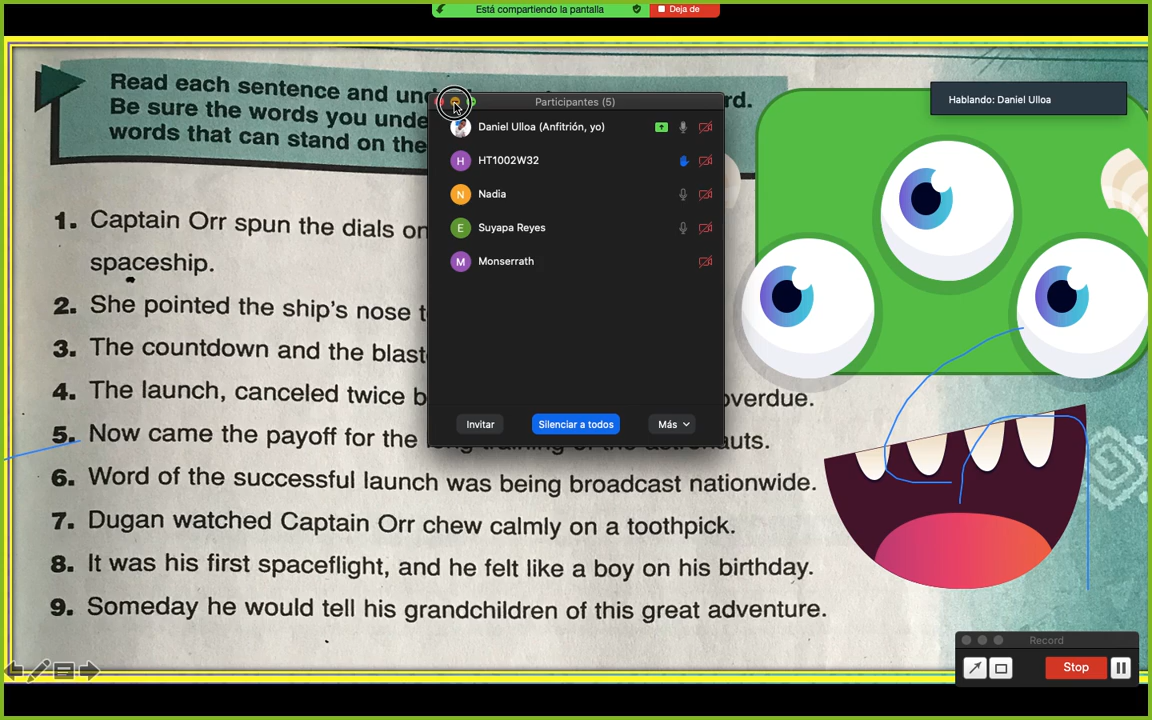 Está compartiendo la pantalla
Deja de
Read each sentence and und rd.
Be sure the words you unde
words that can stand on the
Participantes (5)
Hablando: Daniel Ulloa
Daniel Ulloa (Anfitrión, yo)
H HT1002W32
N Nadia
E Suyapa Reyes
M Monserrath
Invitar
Silenciar a todos
Más
1. Captain Orr spun the dials on
spaceship.
2. She pointed the ship's nose t
3. The countdown and the blast
4. The launch, canceled twice b overdue.
5. Now came the payoff for the long training of the astronauts.
6. Word of the successful launch was being broadcast nationwide.
7. Dugan watched Captain Orr chew calmly on a toothpick.
8. It was his first spaceflight, and he felt like a boy on his birthday.
9. Someday he would tell his grandchildren of this great adventure.
Record
Stop